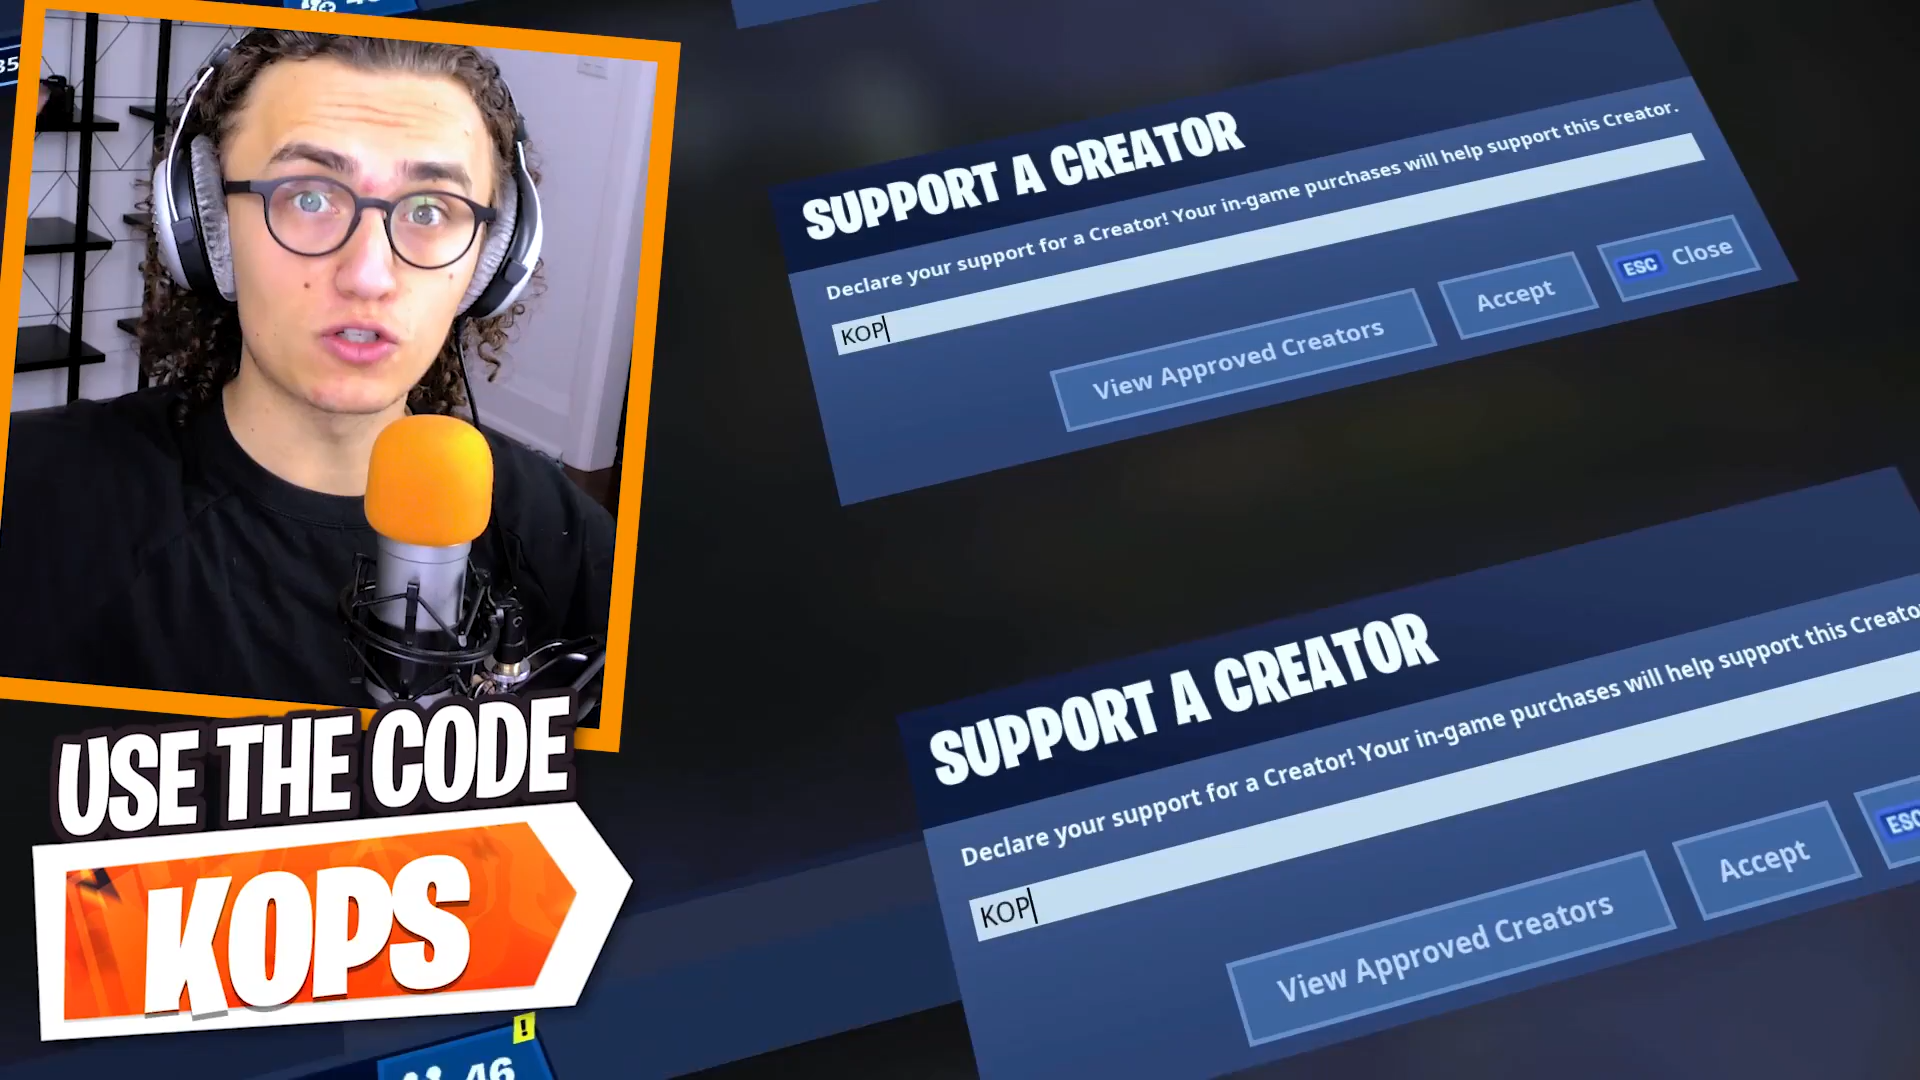 35
SUPPORT A CREATOR
Declare your support for a Creator! Your in-game purchases will help support this Creator.
KOP
View Approved Creators
Accept
ESC Close
SUPPORT A CREATOR
Declare your support for a Creator! Your in-game purchases will help support this Creato
KOP
View Approved Creators
Accept
ESC
USE THE CODE
KOPS
!
46